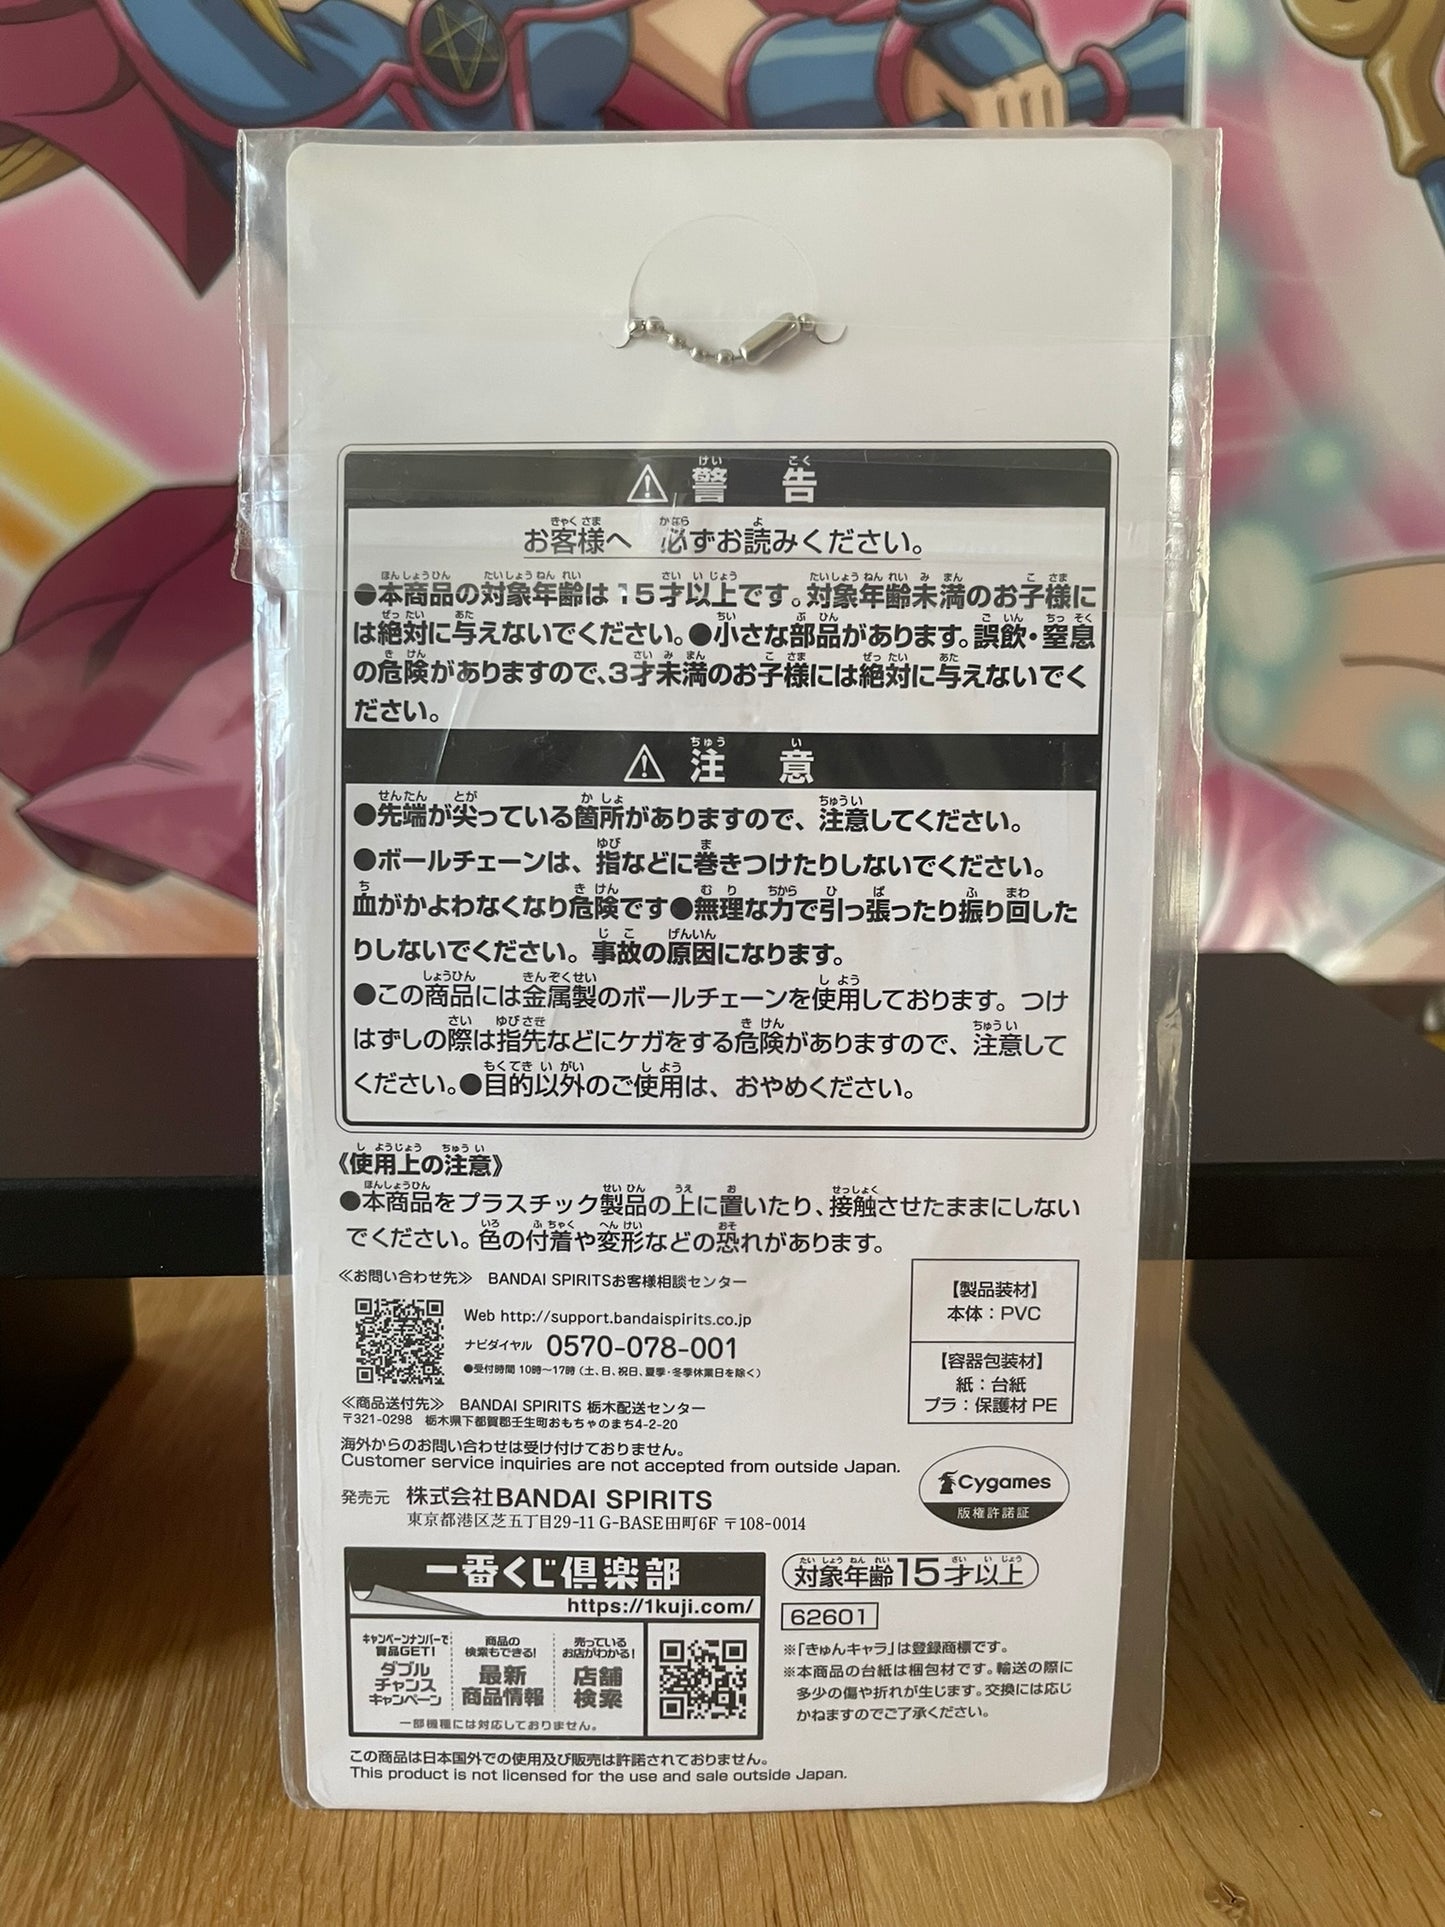 ⚠警告
お客様へ 必ずお読みください。
●本商品の対象年齢は15才以上です。対象年齢未満のお子様に
は絶対に与えないでください。●小さな部品があります。誤飲・窒息
の危険がありますので、3才未満のお子様には絶対に与えないでく
ださい。
⚠注意
●先端が尖っている箇所がありますので、注意してください。
●ボールチェーンは、指などに巻きつけたりしないでください。
血がかよわなくなり危険です●無理な力で引っ張ったり振り回した
りしないでください。事故の原因になります。
●この商品には金属製のボールチェーンを使用しております。つけ
はずしの際は指先などにケガをする危険がありますので、注意して
ください。●目的以外のご使用は、おやめください。
《使用上の注意》
●本商品をプラスチック製品の上に置いたり、接触させたままにしない
でください。色の付着や変形などの恐れがあります。
≪お問い合わせ先≫ BANDAI SPIRITSお客様相談センター
Web http://support.bandaispirits.co.jp
ナビダイヤル 0570-078-001
●受付時間 10時〜17時（土、日、祝日、夏季・冬季休業日を除く）
≪商品送付先≫ BANDAI SPIRITS 栃木配送センター
〒321-0298 栃木県下都賀郡壬生町おもちゃのまち4-2-20
【製品装材】
本体：PVC
【容器包装材】
紙：台紙
プラ：保護材 PE
海外からのお問い合わせは受け付けておりません。
Customer service inquiries are not accepted from outside Japan.
発売元 株式会社BANDAI SPIRITS
東京都港区芝五丁目29-11 G-BASE田町6F 〒108-0014
Cygames
版権許諾証
一番くじ倶楽部
https://1kuji.com/
キャンペーンナンバーで
賞品GET!
ダブル
チャンス
キャンペーン
商品の
検索もできる!
最新
商品情報
売っている
お店がわかる!
店舗
検索
一部機種には対応しておりません。
対象年齢15才以上
62601
※「きゅんキャラ」は登録商標です。
※本商品の台紙は梱包材です。輸送の際に
多少の傷や折れが生じます。交換には応じ
かねますのでご了承ください。
この商品は日本国外での使用及び販売は許諾されておりません。
This product is not licensed for the use and sale outside Japan.